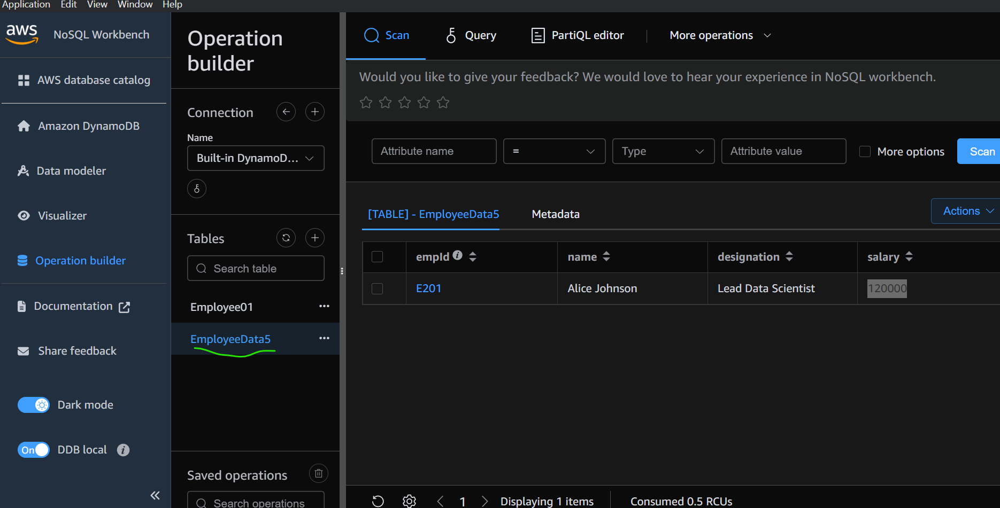 Application Edit View Window Help
aws NoSQL Workbench
AWS database catalog
Amazon DynamoDB
Data modeler
Visualizer
Operation builder
Documentation
Share feedback
Dark mode
On DDB local
Operation
builder
Connection
Name
Built-in DynamoD...
Tables
Search table
Employee01
EmployeeData5
Saved operations
Search operations
Scan Query PartiQL editor More operations
Would you like to give your feedback? We would love to hear your experience in NoSQL workbench.
Attribute name = Type Attribute value More options Scan
[TABLE] - EmployeeData5 Metadata Actions
empId name designation salary
E201 Alice Johnson Lead Data Scientist 120000
1 Displaying 1 items Consumed 0.5 RCUs